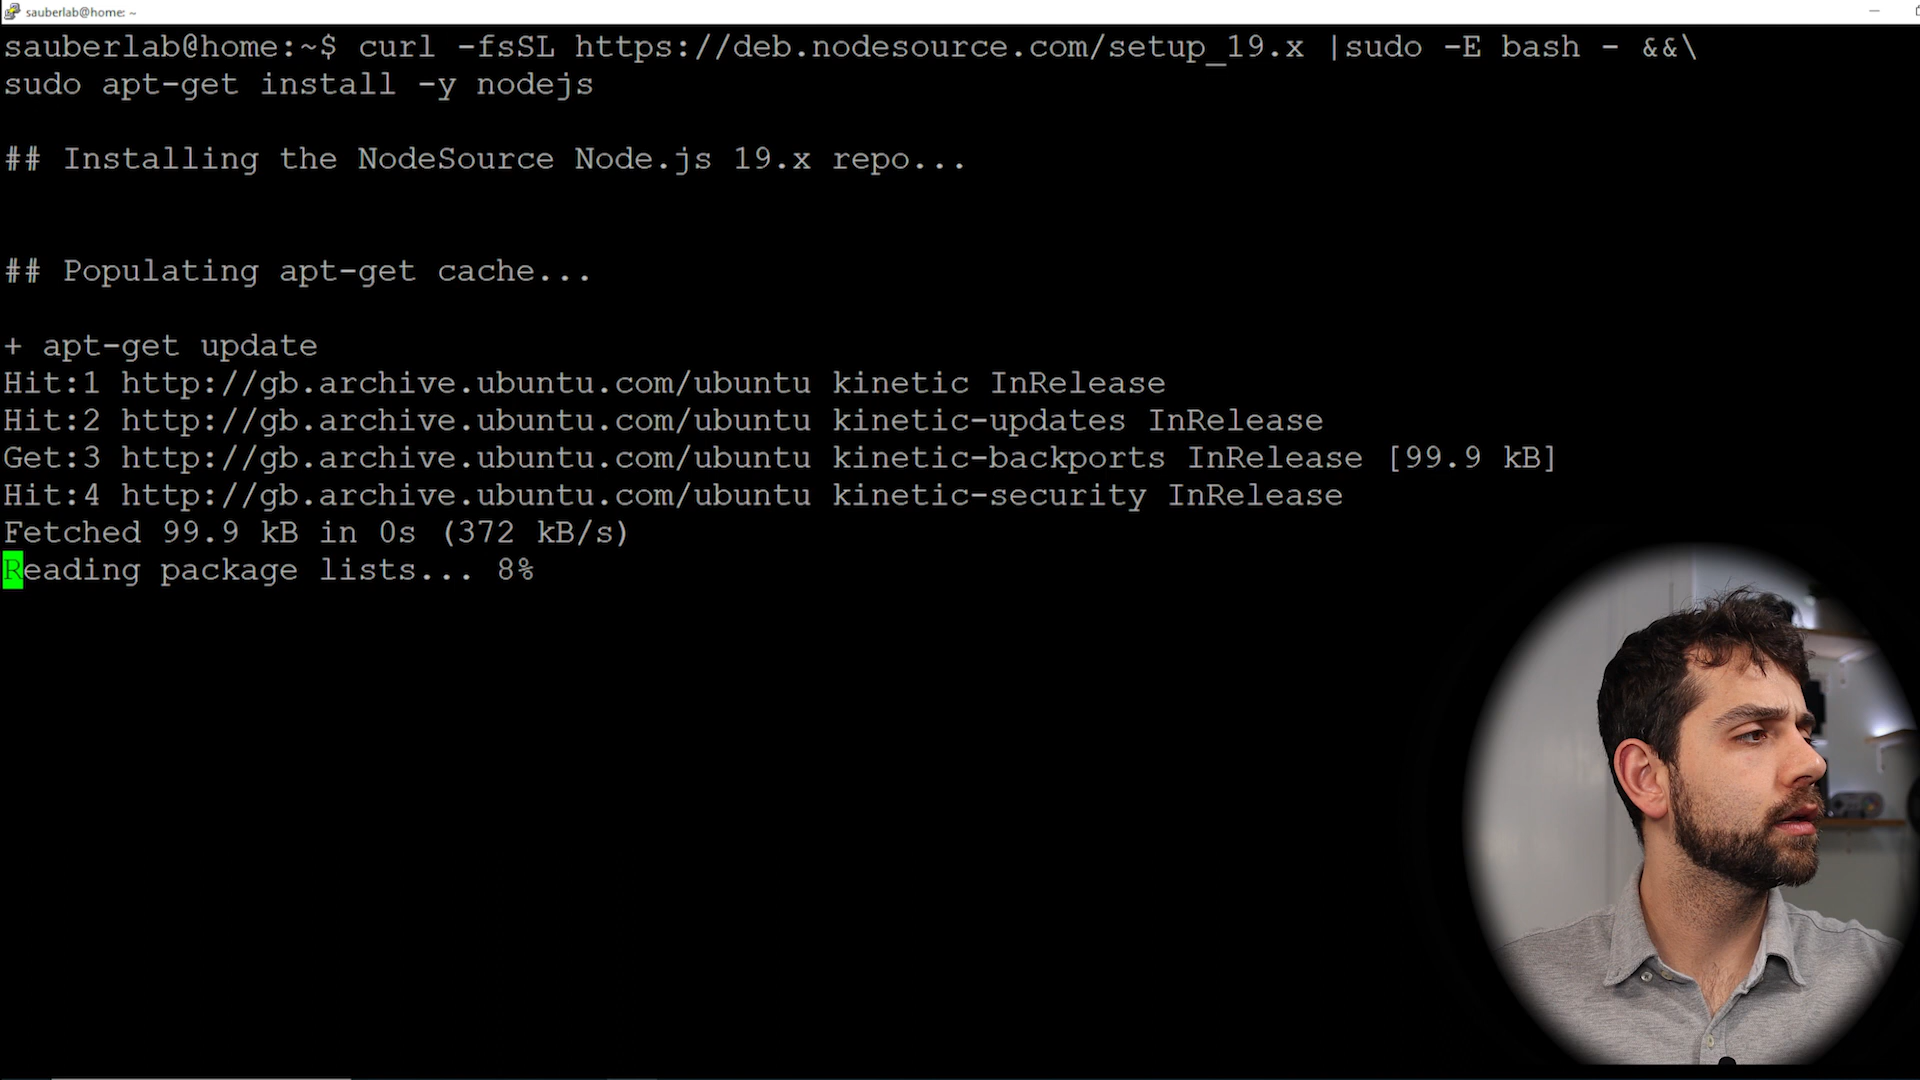 sauberlab@home: ~
sauberlab@home:~$ curl -fsSL https://deb.nodesource.com/setup_19.x |sudo -E bash - &&\
sudo apt-get install -y nodejs
## Installing the NodeSource Node.js 19.x repo...
## Populating apt-get cache...
+ apt-get update
Hit:1 http://gb.archive.ubuntu.com/ubuntu kinetic InRelease
Hit:2 http://gb.archive.ubuntu.com/ubuntu kinetic-updates InRelease
Get:3 http://gb.archive.ubuntu.com/ubuntu kinetic-backports InRelease [99.9 kB]
Hit:4 http://gb.archive.ubuntu.com/ubuntu kinetic-security InRelease
Fetched 99.9 kB in 0s (372 kB/s)
Reading package lists... 8%